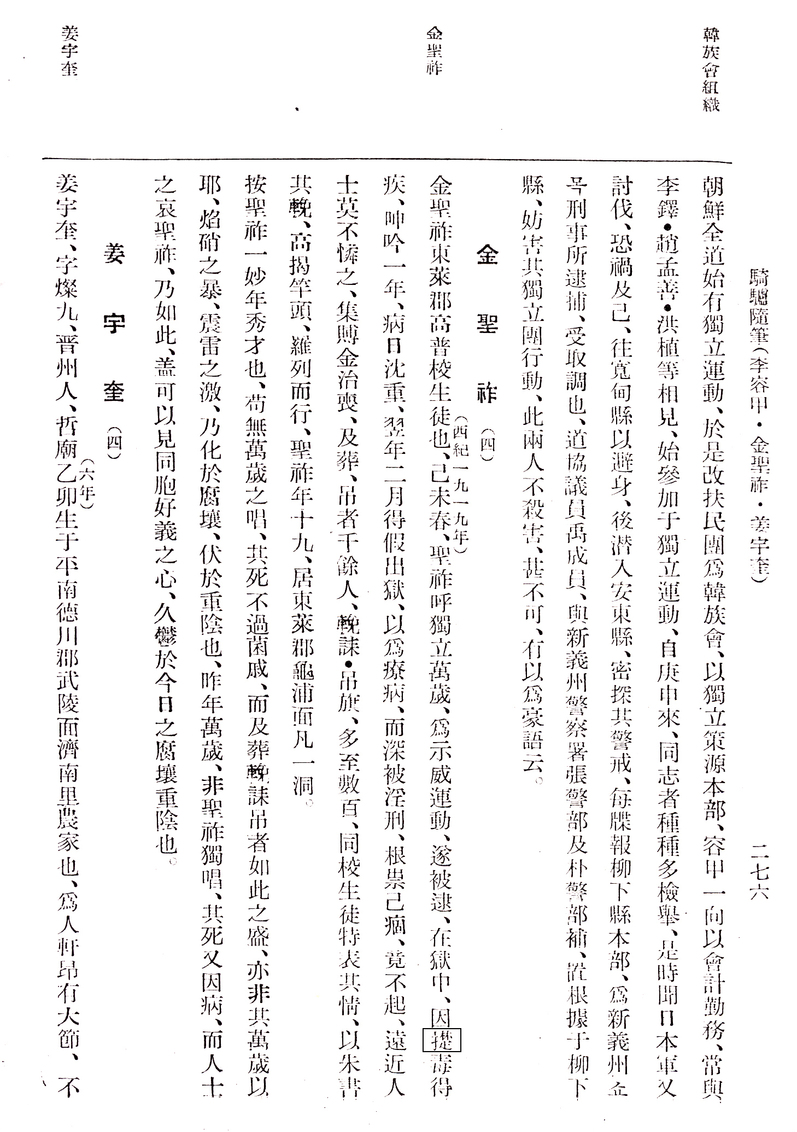 騎驢隨筆(李容甲・金聖祚・姜宇奎)
二七六
韓族會組織
朝鮮全道始有獨立運動、於是改扶民團爲韓族會、以獨立策源本部、容甲一向以會計勤務、常與
李鐸・趙孟善・洪植等相見、始參加于獨立運動、自庚申來、同志者種種多檢擧、是時聞日本軍又
討伐、恐禍及己、往寬甸縣以避身、後潛入安東縣、密探其警戒、每牒報柳下縣本部、爲新義州
刑事所逮捕、受取調也、道協議員禹成員、與新義州警察署張警部及朴警部補、置根據于柳下
縣、妨害其獨立團行動、此兩人不殺害、甚不可、有以爲豪語云。
金聖祚(四)
金聖祚
(西紀一九一九年)
金聖祚東萊郡高普校生徒也、己未春、聖祚呼獨立萬歲、爲示威運動、遂被逮、在獄中、因毒得
疾、呻吟一年、病日沈重、翌年二月得假出獄、以爲療病、而深被淫刑、根祟已痼、竟不起、遠近人
士莫不憐之、集賻金治喪、及葬、吊者千餘人、輓誄・吊旗、多至數百、同校生徒特表其情、以朱書
其輓、高揭竿頭、羅列而行、聖祚年十九、居東萊郡龜浦面凡一洞。
按聖祚一妙年秀才也、苟無萬歲之唱、其死不過菌戚、而及葬輓誄吊者如此之盛、亦非其萬歲以
耶、焰硝之暴、震雷之激、乃化於腐壤、伏於重陰也、昨年萬歲、非聖祚獨唱、其死又因病、而人士
之哀聖祚、乃如此、盖可以見同胞好義之心、久鬱於今日之腐壤重陰也。
姜宇奎(四)
姜宇奎
(六年)
姜宇奎、字燦九、晋州人、哲廟乙卯生于平南德川郡武陵面濟南里農家也、爲人軒昂有大節、不